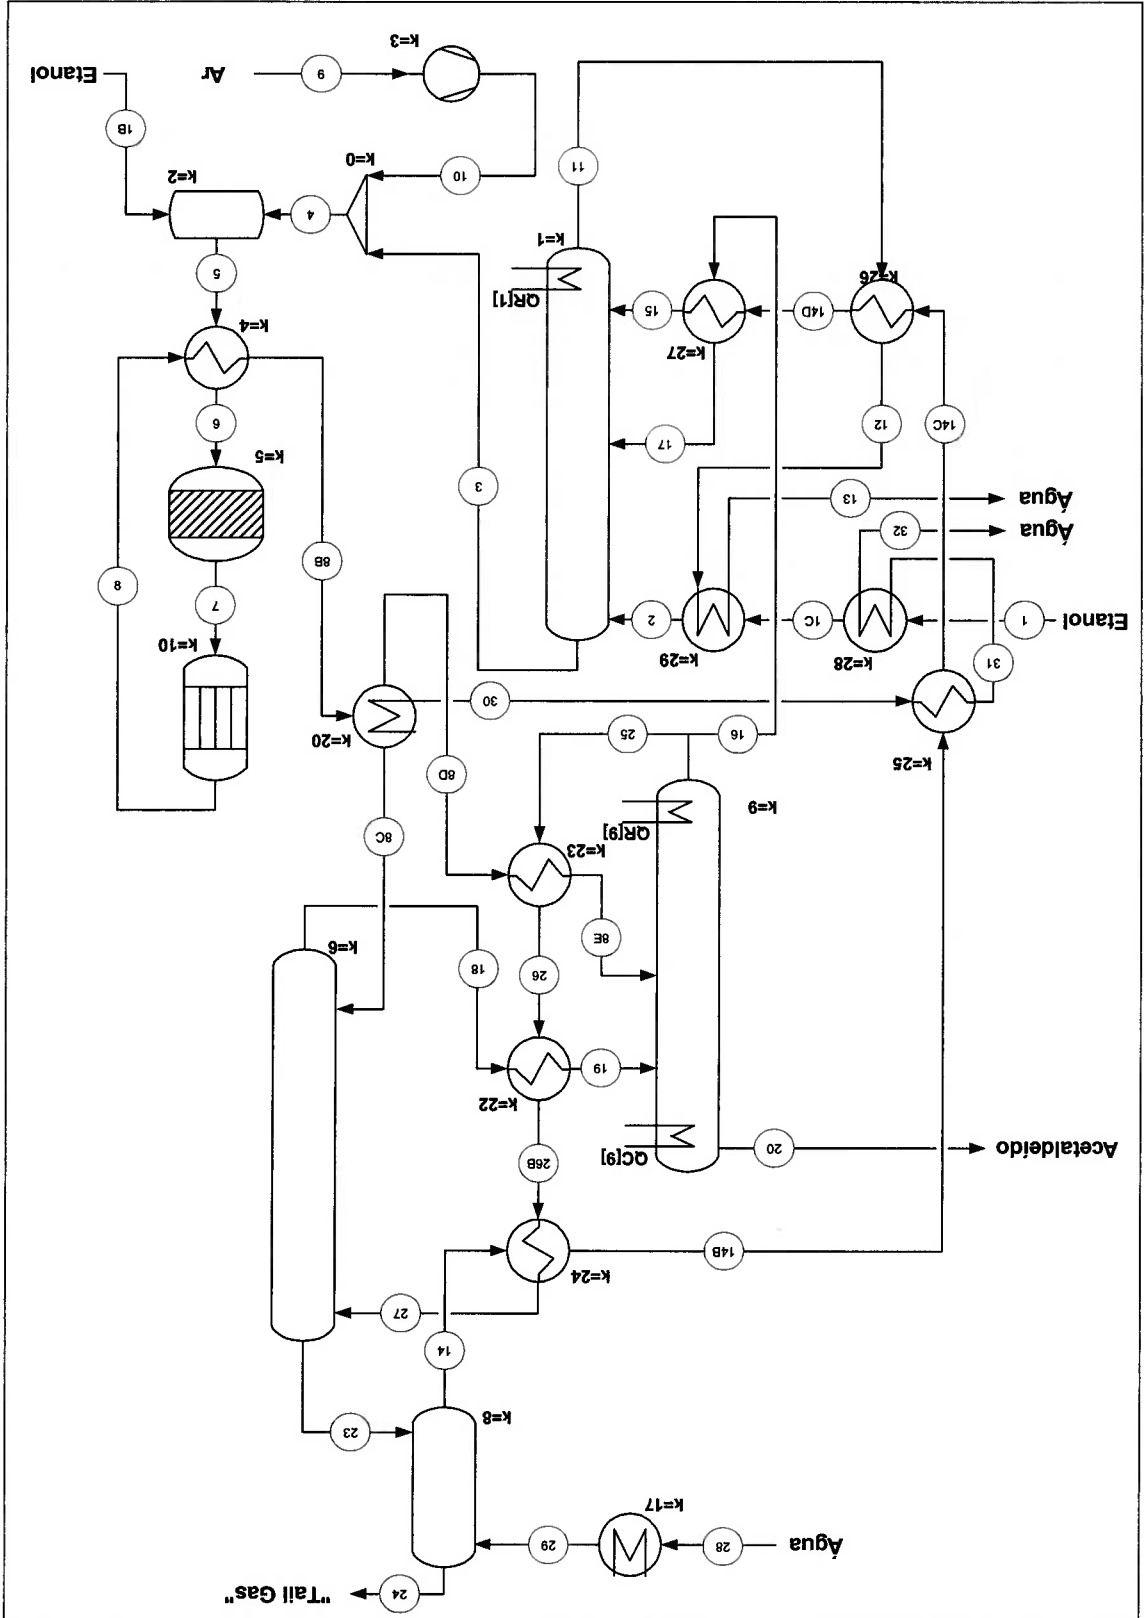 24
"Tail Gas"
Água
28
29
k=17
23
k=8
14
27
k=24
14B
26B
QC[9]
Acetaldeído
20
k=22
19
26
18
k=6
8E
k=23
8C
QR[9]
k=9
8D
k=25
k=20
16
25
30
31
k=28
k=29
k=10
Etanol
1
1C
2
7
8
8B
Água
32
Água
13
3
k=5
17
14C
12
6
k=27
k=4
14D
15
QR[1]
k=26
5
k=1
4
k=2
10
11
k=0
1B
Ar
9
Etanol
k=3